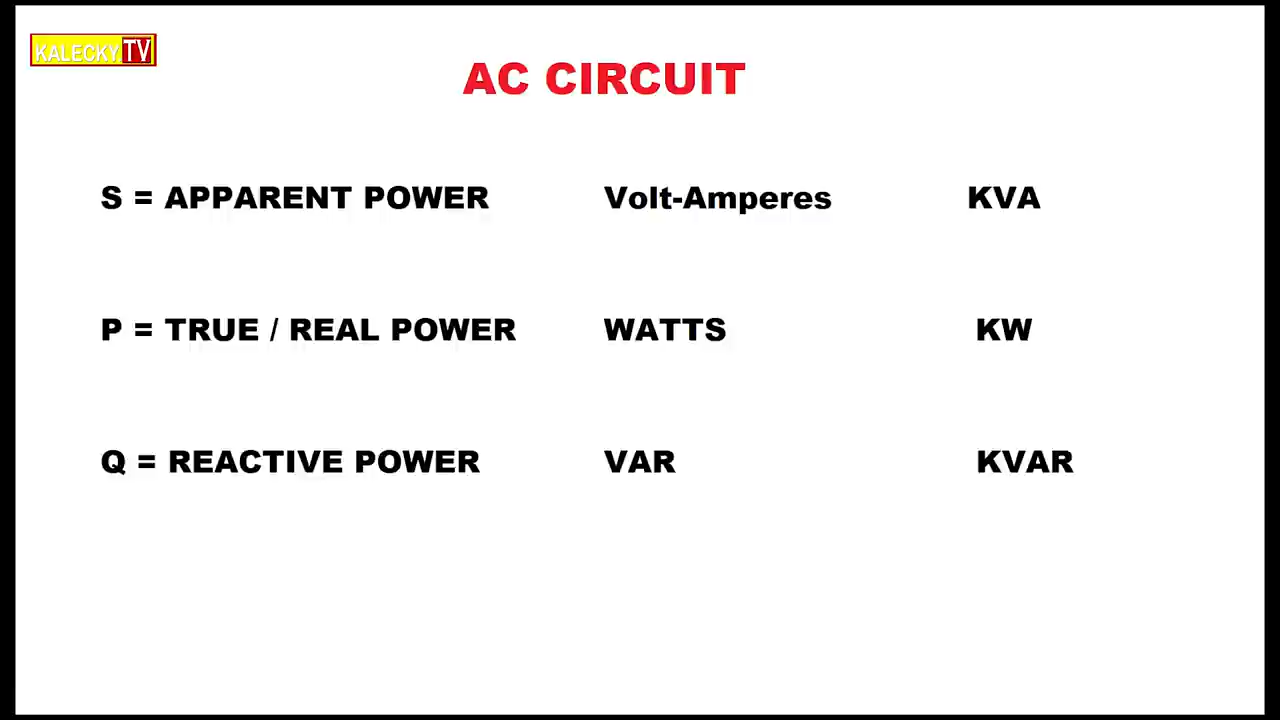 KALECKY TV
AC CIRCUIT
S = APPARENT POWER Volt-Amperes KVA
P = TRUE / REAL POWER WATTS KW
Q = REACTIVE POWER VAR KVAR